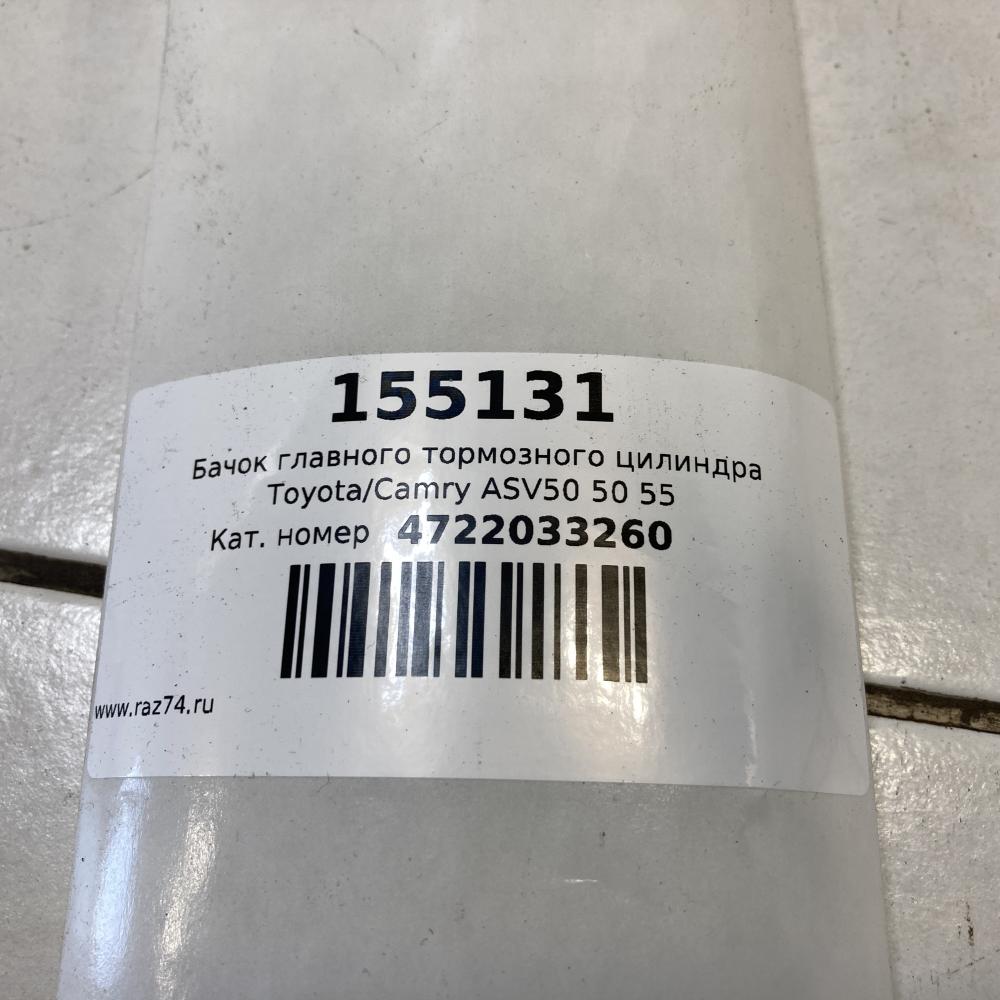 155131
Бачок главного тормозного цилиндра
Toyota/Camry ASV50 50 55
Кат. номер 4722033260
www.raz74.ru